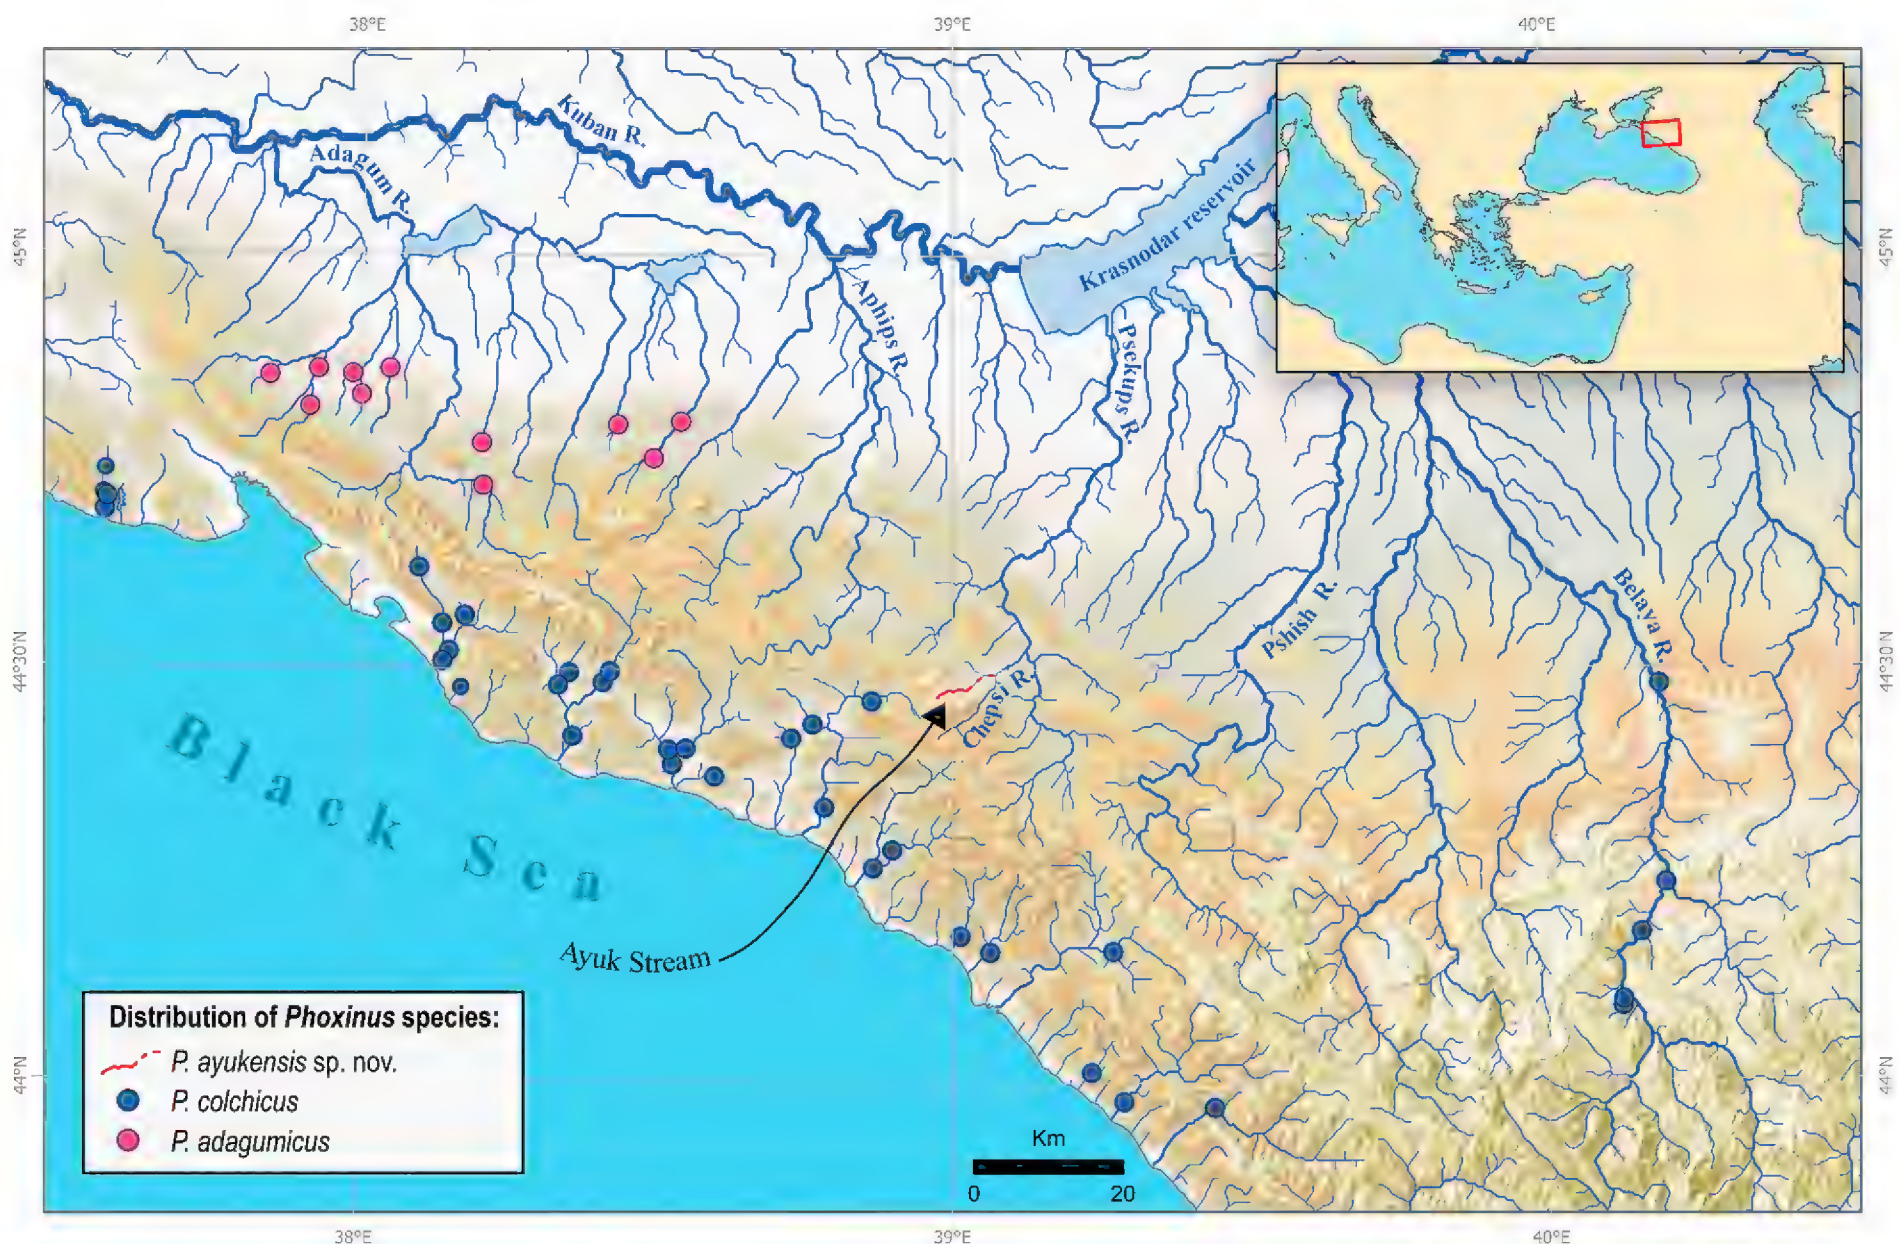 38°E 39°E 40°E
Kuban R.
Adagum R.
Krasnodar reservoir
45°N 45°N
Aphips R.
Psekups R.
Belaya R.
Pshish R.
44°30'N 44°30'N
Chepsi R.
Black Sea
Ayuk Stream
Distribution of Phoxinus species:
P. ayukensis sp. nov.
P. colchicus
P. adagumicus
44°N 44°N
Km
0 20
38°E 39°E 40°E